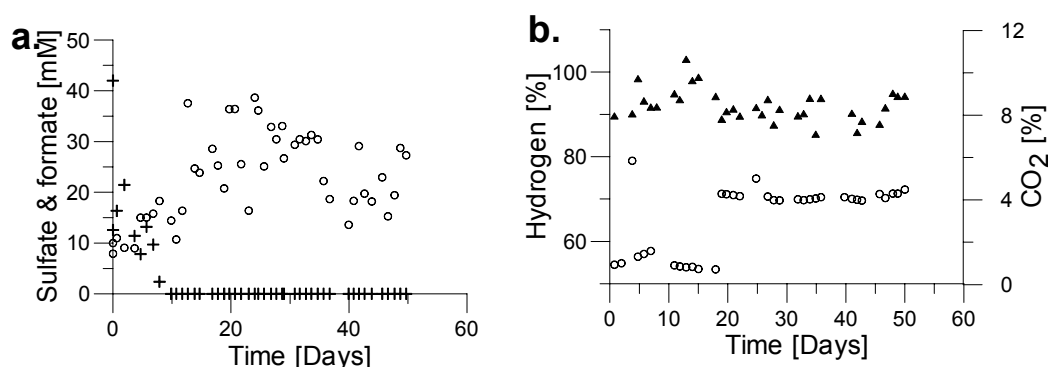 a.
Sulfate & formate [mM]
50
40
30
20
10
0
0 20 40 60
Time [Days]
b.
Hydrogen [%]
100
80
60
0 10 20 30 40 50 60
Time [Days]
12
8
4
0
CO2 [%]